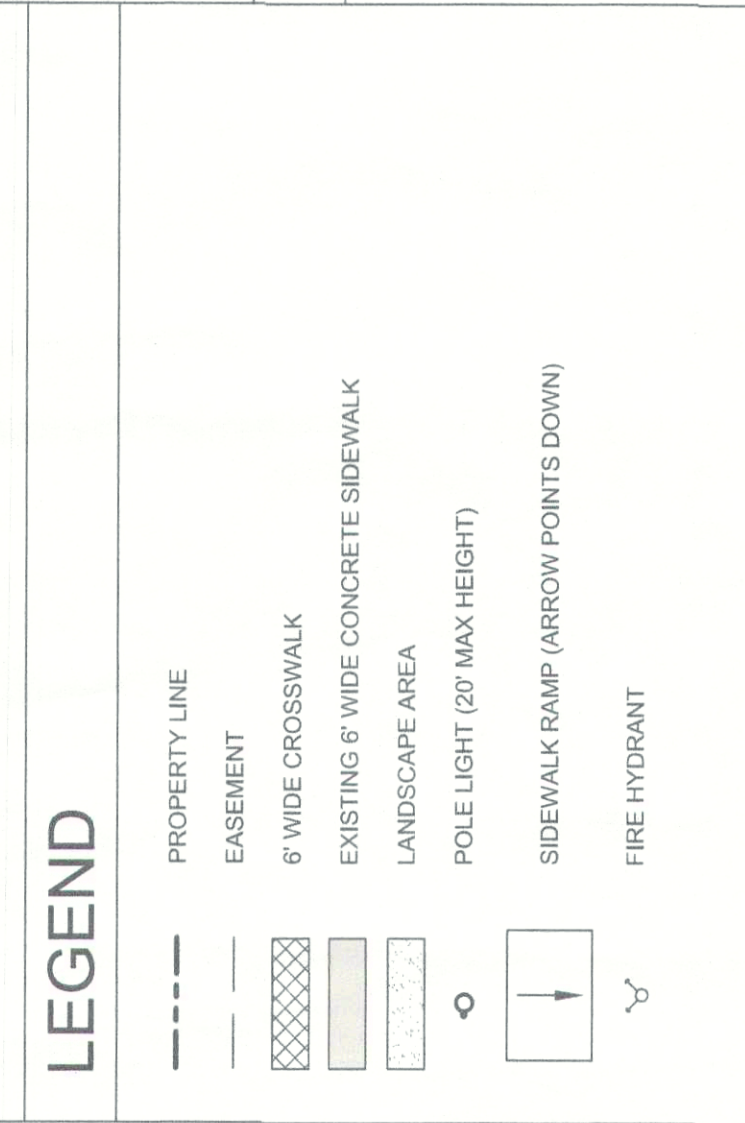 LEGEND
PROPERTY LINE
EASEMENT
6' WIDE CROSSWALK
EXISTING 6' WIDE CONCRETE SIDEWALK
LANDSCAPE AREA
POLE LIGHT (20' MAX HEIGHT)
SIDEWALK RAMP (ARROW POINTS DOWN)
FIRE HYDRANT